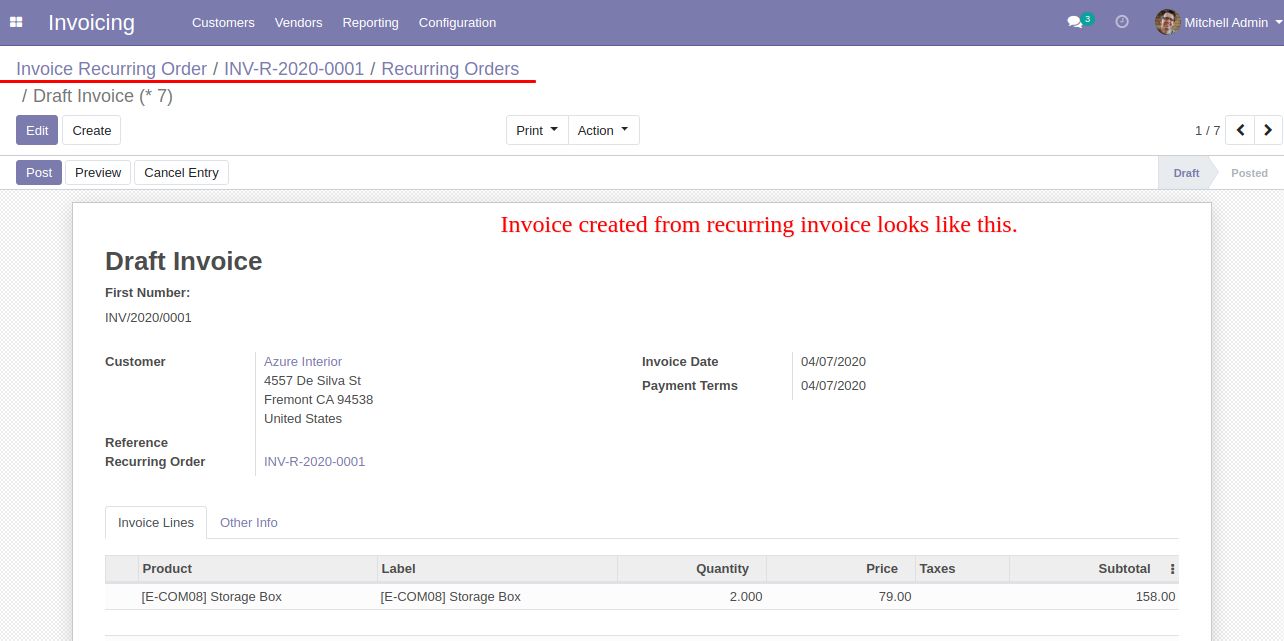 Invoicing Customers Vendors Reporting Configuration 3 Mitchell Admin
Invoice Recurring Order / INV-R-2020-0001 / Recurring Orders
/ Draft Invoice (* 7)
Edit Create Print Action 1 / 7
Post Preview Cancel Entry Draft Posted
Invoice created from recurring invoice looks like this.
Draft Invoice
First Number:
INV/2020/0001
Customer Azure Interior Invoice Date 04/07/2020
4557 De Silva St Payment Terms 04/07/2020
Fremont CA 94538
United States
Reference
Recurring Order INV-R-2020-0001
Invoice Lines Other Info
Product Label Quantity Price Taxes Subtotal
[E-COM08] Storage Box [E-COM08] Storage Box 2.000 79.00 158.00